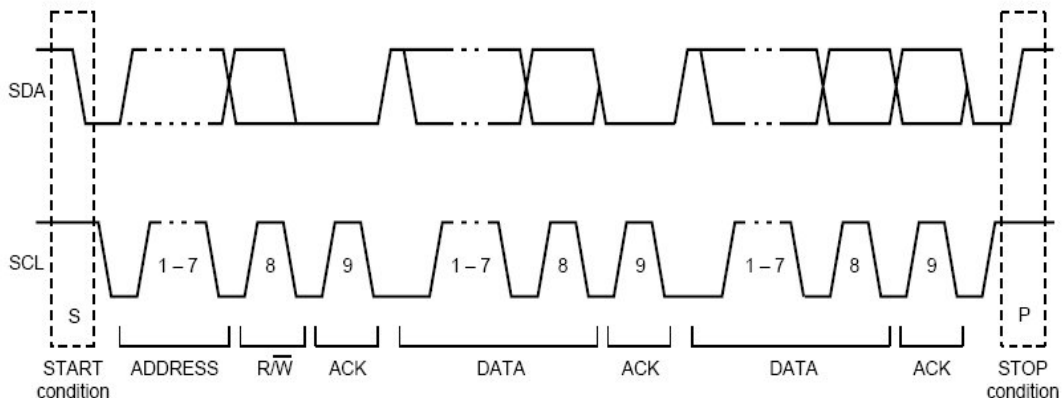 SDA
SCL
1 – 7 8 9 1 – 7 8 9 1 – 7 8 9
S P
START condition ADDRESS R/W̅ ACK DATA ACK DATA ACK STOP condition